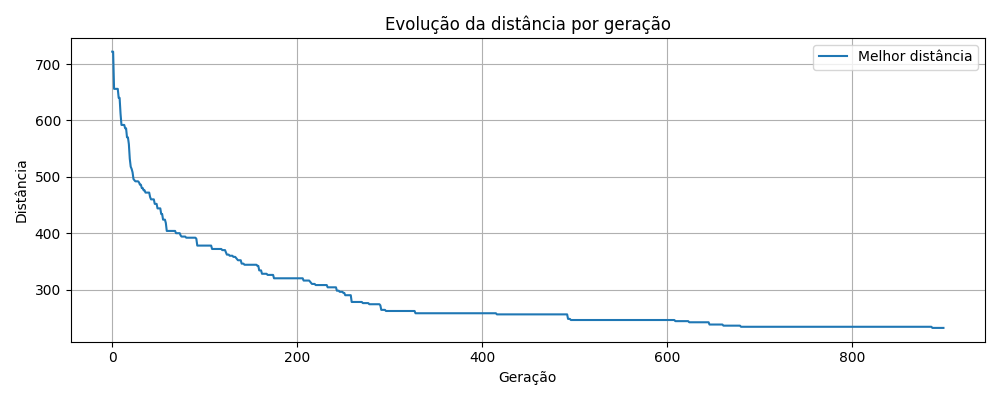 Evolução da distância por geração
Melhor distância
700
600
500
400
300
Distância
0 200 400 600 800
Geração